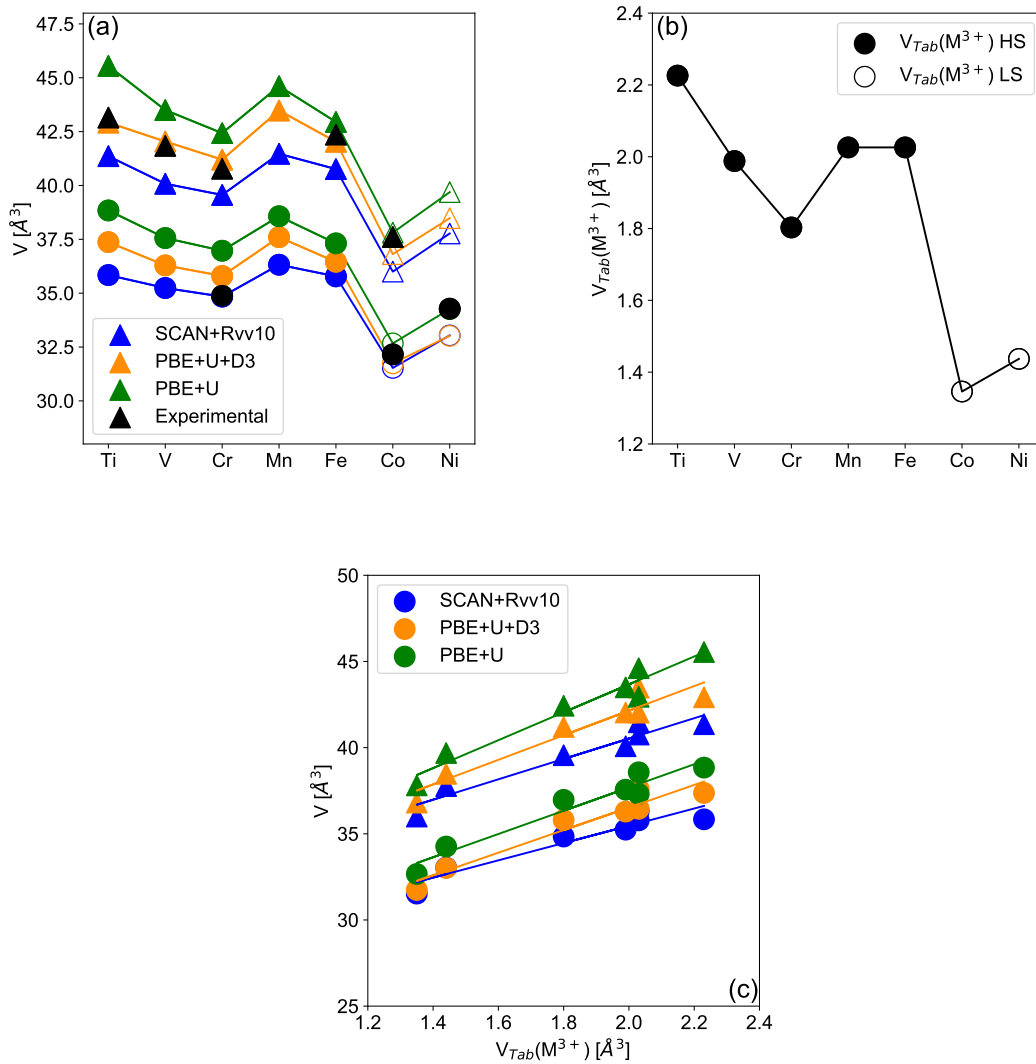 (a)
47.5
45.0
42.5
40.0
37.5
35.0
32.5
30.0
V [Å³]
SCAN+Rvv10
PBE+U+D3
PBE+U
Experimental
Ti V Cr Mn Fe Co Ni
(b)
2.4
2.2
2.0
1.8
1.6
1.4
1.2
V_Tab(M³⁺) [Å³]
V_Tab(M³⁺) HS
V_Tab(M³⁺) LS
Ti V Cr Mn Fe Co Ni
50
45
40
35
30
25
V [Å³]
SCAN+Rvv10
PBE+U+D3
PBE+U
(c)
1.2 1.4 1.6 1.8 2.0 2.2 2.4
V_Tab(M³⁺) [Å³]